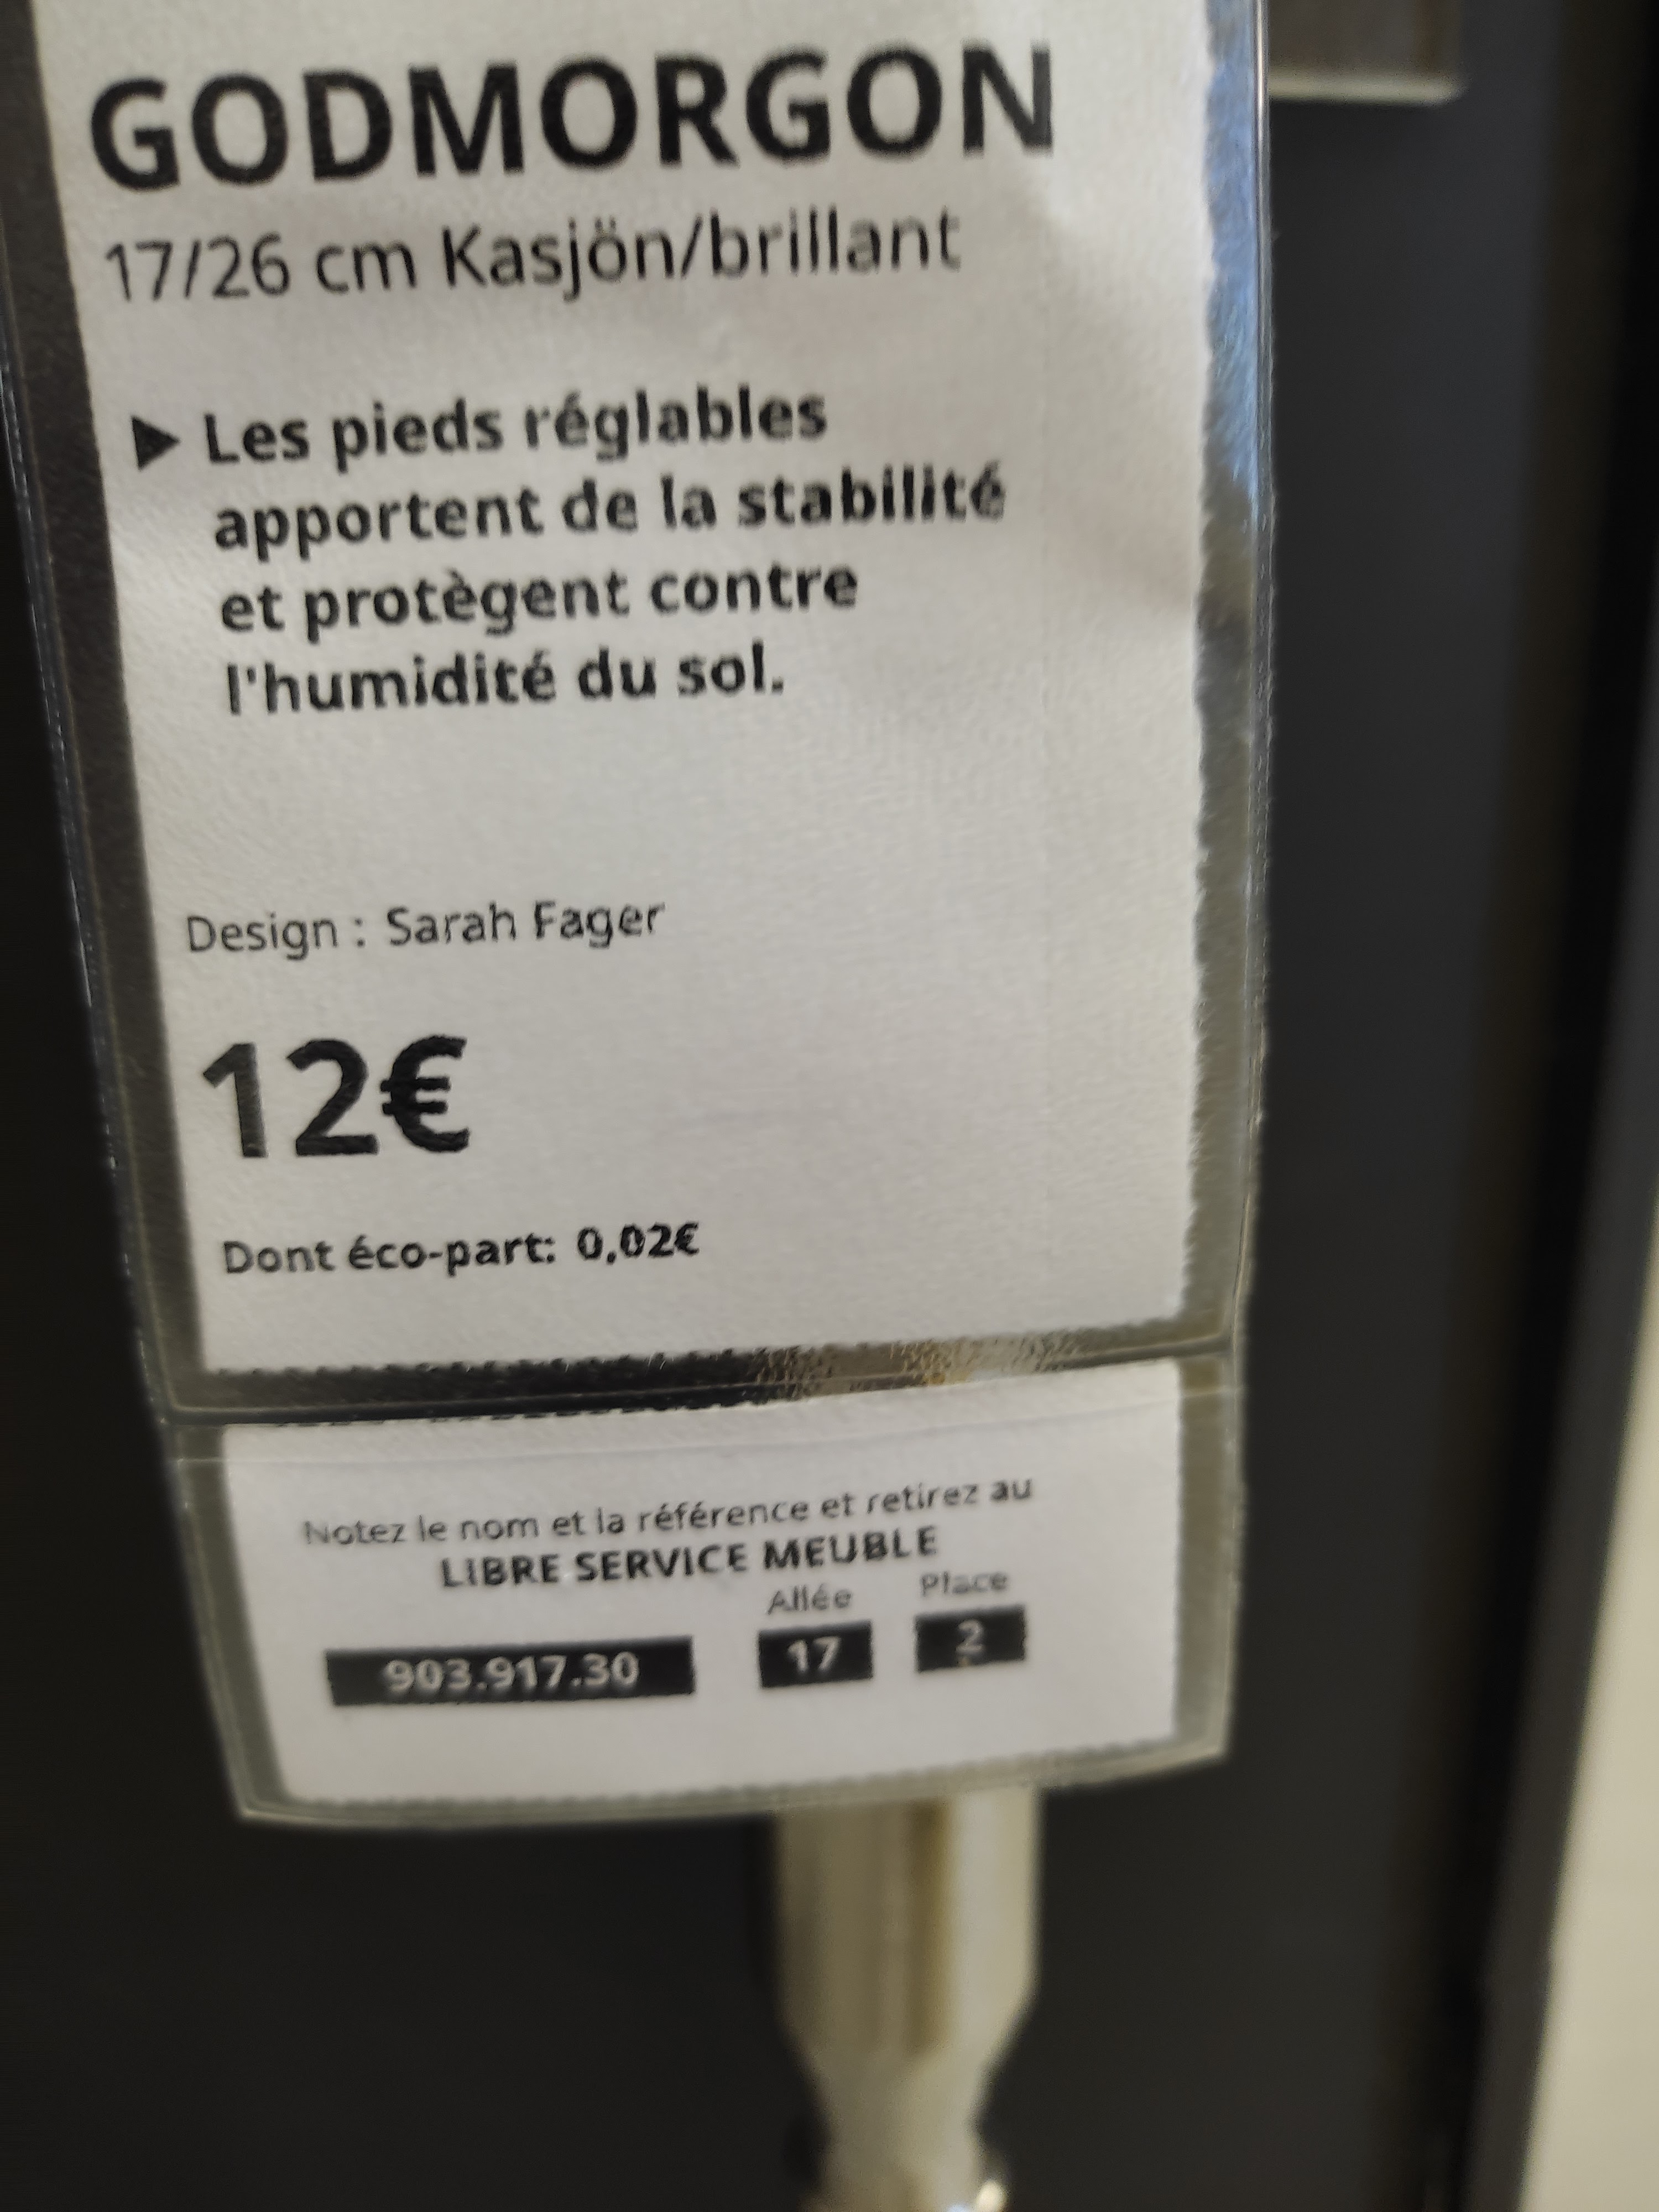 GODMORGON
17/26 cm Kasjön/brillant
▶ Les pieds réglables
apportent de la stabilité
et protègent contre
l'humidité du sol.
Design : Sarah Fager
12€
Dont éco-part: 0,02€
Notez le nom et la référence et retirez au
LIBRE SERVICE MEUBLE
Allée Place
903.917.30 17 2